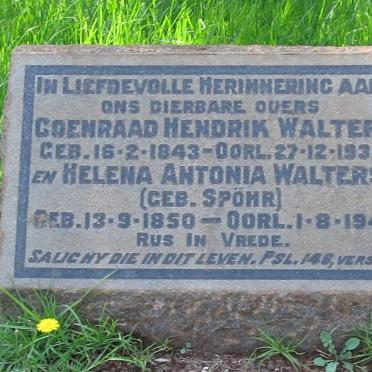 IN LIEFDEVOLLE HERINNERING AAN
ONS DIERBARE OUERS
COENRAAD HENDRIK WALTERS
GEB. 16-2-1843 – OORL. 27-12-193
EN HELENA ANTONIA WALTERS
(GEB. SPÖHR)
GEB. 13-9-1850 – OORL. 1-8-194
RUS IN VREDE.
SALIG HY DIE IN DIT LEVEN. PSL. 146, VERS